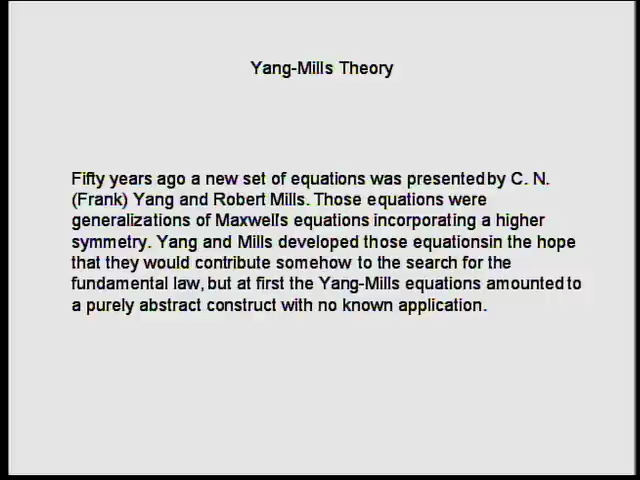 Yang-Mills Theory
Fifty years ago a new set of equations was presented by C. N.
(Frank) Yang and Robert Mills. Those equations were
generalizations of Maxwell's equations incorporating a higher
symmetry. Yang and Mills developed those equationsin the hope
that they would contribute somehow to the search for the
fundamental law, but at first the Yang-Mills equations amounted to
a purely abstract construct with no known application.